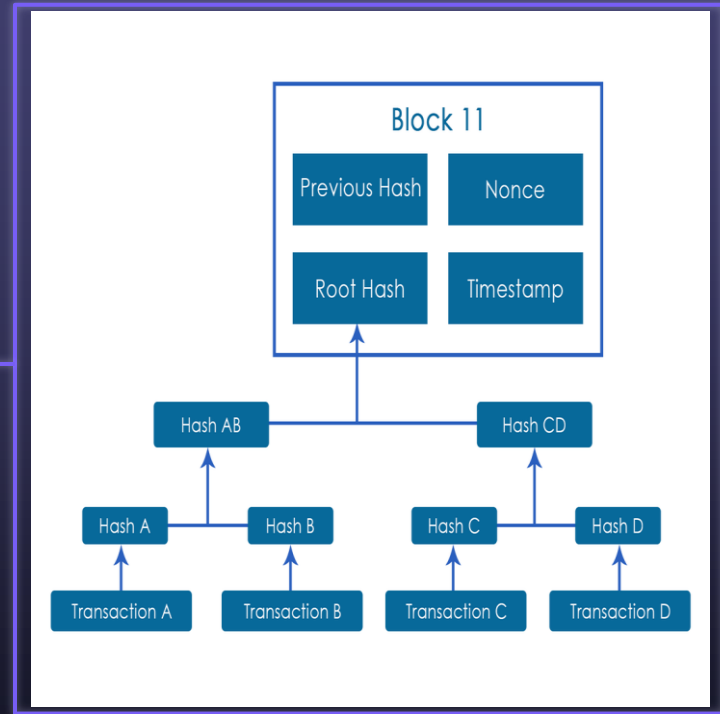 Block 11
Previous Hash
Nonce
Root Hash
Timestamp
Hash AB
Hash CD
Hash A
Hash B
Hash C
Hash D
Transaction A
Transaction B
Transaction C
Transaction D